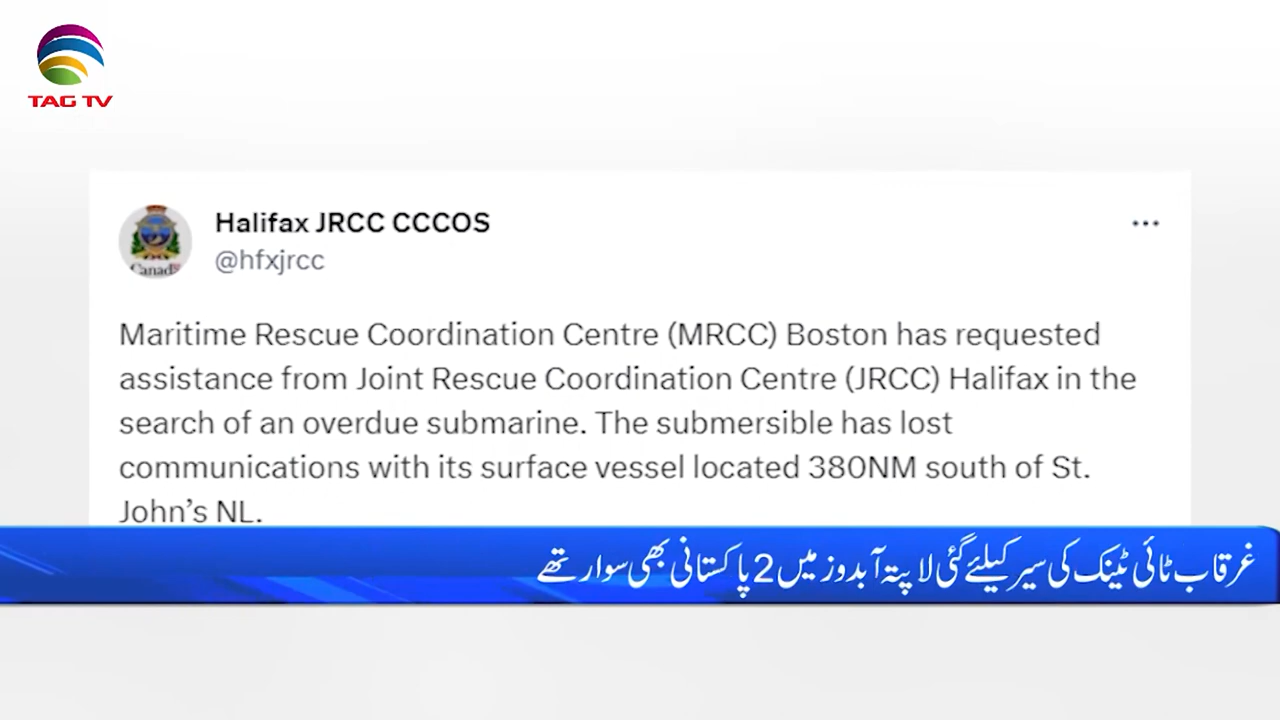 TAG TV
Halifax JRCC CCCOS
@hfxjrcc
Canada
Maritime Rescue Coordination Centre (MRCC) Boston has requested
assistance from Joint Rescue Coordination Centre (JRCC) Halifax in the
search of an overdue submarine. The submersible has lost
communications with its surface vessel located 380NM south of St.
John’s NL.
غرقاب ٹائی ٹینک کی سیر کیلئے گئی لاپتہ آبدوز میں 2 پاکستانی بھی سوار تھے